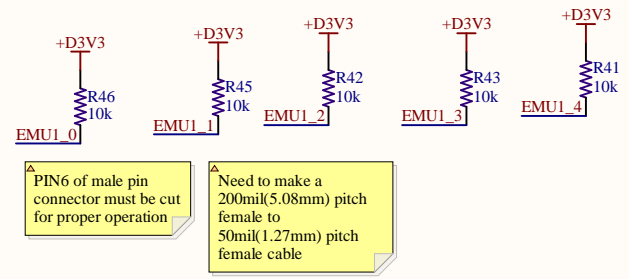 +D3V3
R46
10k
EMU1_0
+D3V3
R45
10k
EMU1_1
+D3V3
R42
10k
EMU1_2
+D3V3
R43
10k
EMU1_3
+D3V3
R41
10k
EMU1_4
PIN6 of male pin
connector must be cut
for proper operation
Need to make a
200mil(5.08mm) pitch
female to
50mil(1.27mm) pitch
female cable